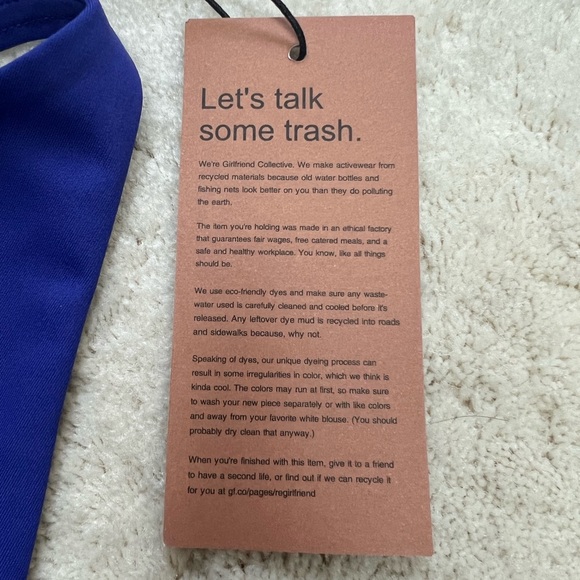 Let's talk
some trash.
We're Girlfriend Collective. We make activewear from
recycled materials because old water bottles and
fishing nets look better on you than they do polluting
the earth.
The item you're holding was made in an ethical factory
that guarantees fair wages, free catered meals, and a
safe and healthy workplace. You know, like all things
should be.
We use eco-friendly dyes and make sure any waste-
water used is carefully cleaned and cooled before it's
released. Any leftover dye mud is recycled into roads
and sidewalks because, why not.
Speaking of dyes, our unique dyeing process can
result in some irregularities in color, which we think is
kinda cool. The colors may run at first, so make sure
to wash your new piece separately or with like colors
and away from your favorite white blouse. (You should
probably dry clean that anyway.)
When you're finished with this item, give it to a friend
to have a second life, or find out if we can recycle it
for you at gf.co/pages/regirlfriend